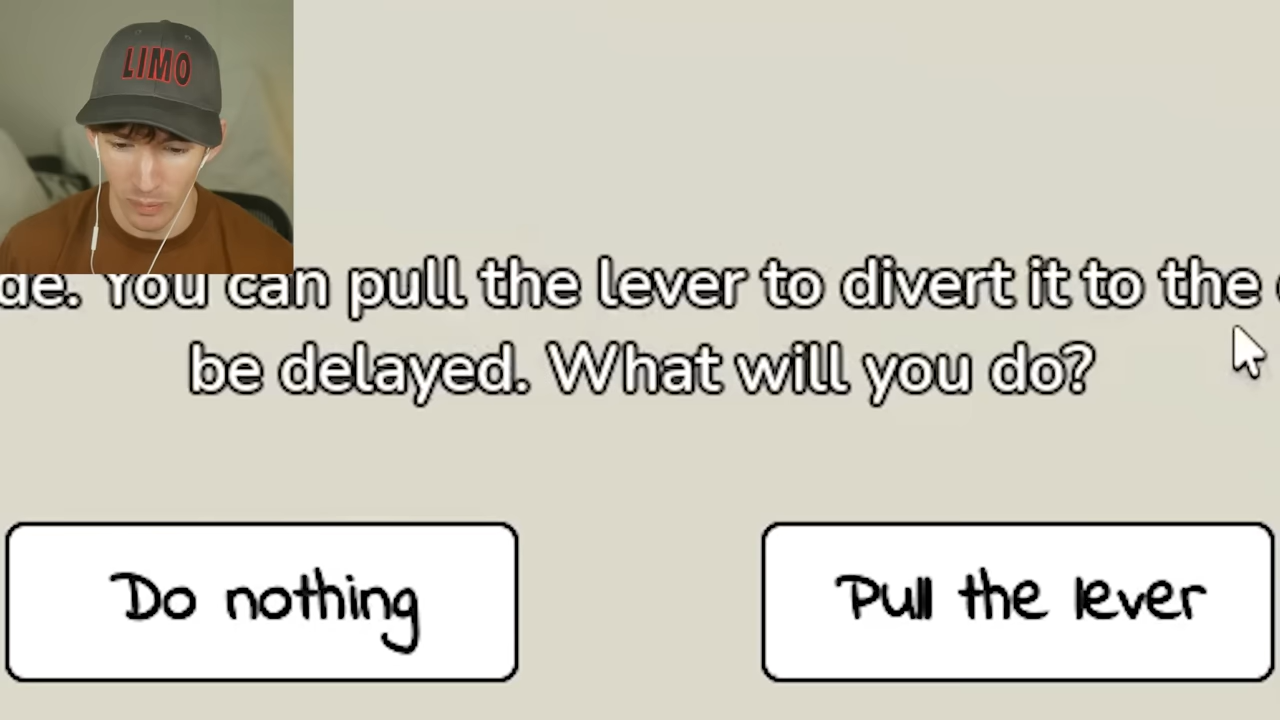 LIMO
You can pull the lever to divert it to the
be delayed. What will you do?
Do nothing
Pull the lever